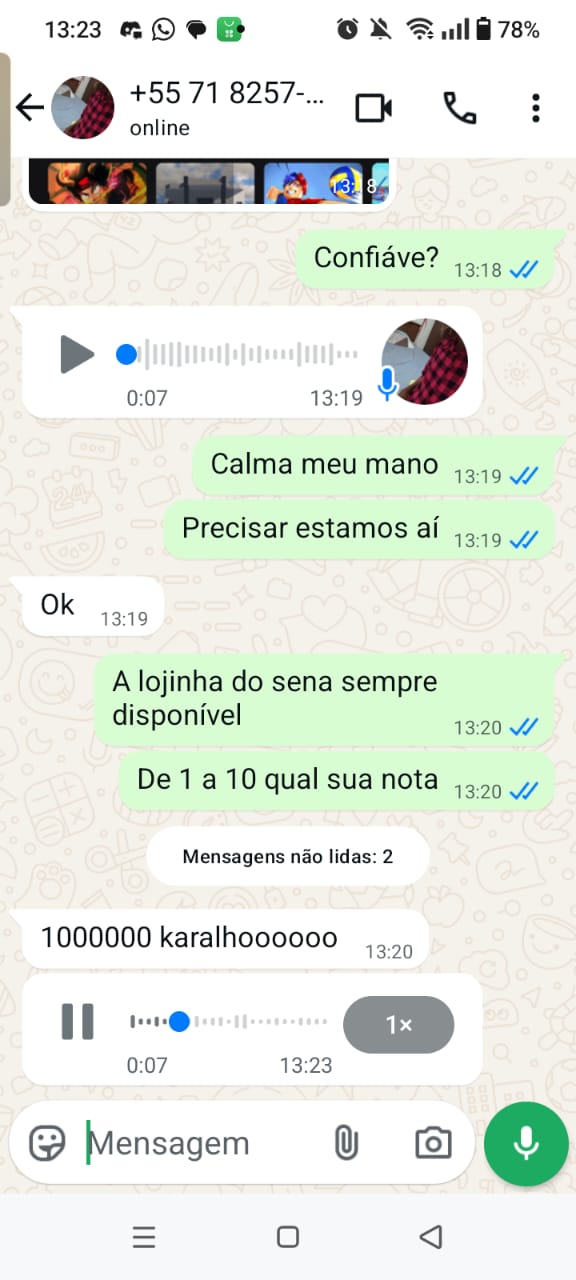 13:23
78%
+55 71 8257-...
online
13:18
Confiáve? 13:18
0:07 13:19
Calma meu mano 13:19
Precisar estamos aí 13:19
Ok 13:19
A lojinha do sena sempre
disponível 13:20
De 1 a 10 qual sua nota 13:20
Mensagens não lidas: 2
1000000 karalhoooooo 13:20
1×
0:07 13:23
Mensagem